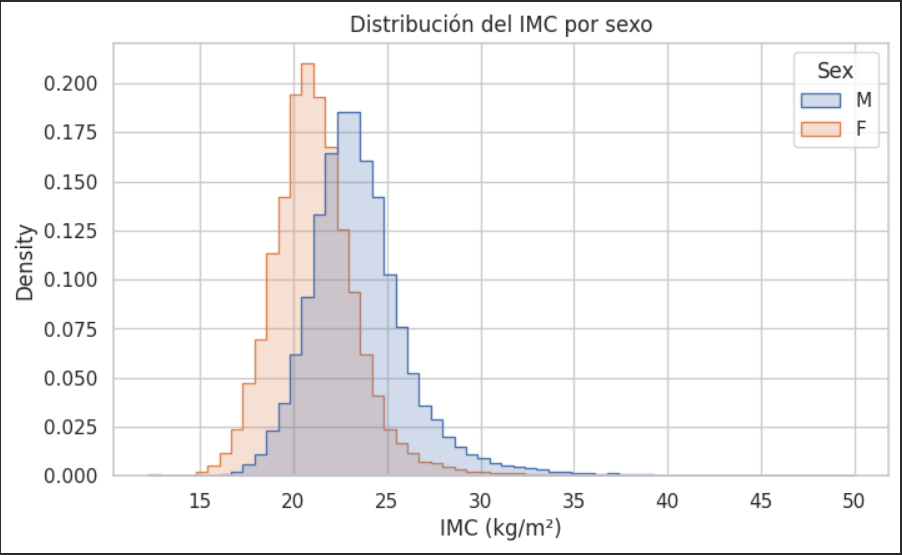 Distribución del IMC por sexo
Sex
M
F
Density
0.200
0.175
0.150
0.125
0.100
0.075
0.050
0.025
0.000
15 20 25 30 35 40 45 50
IMC (kg/m²)